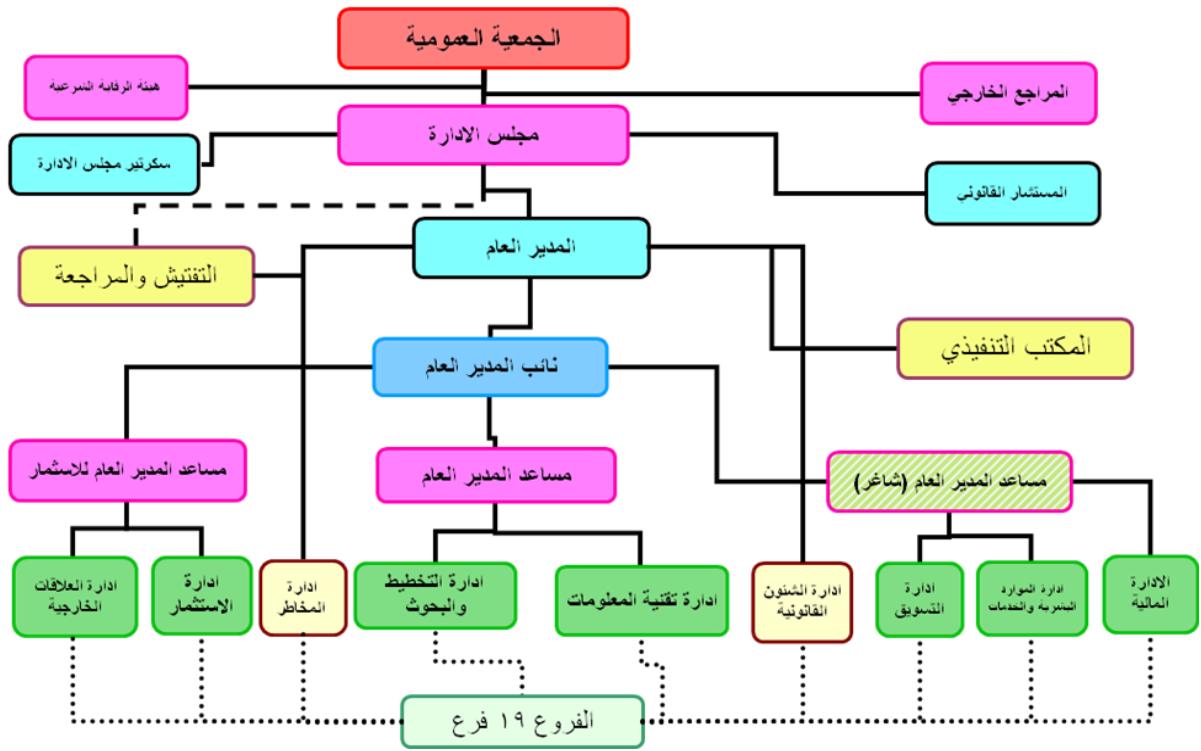 الجمعية العمومية
المراجع الخارجي
هيئة الرقابة الشرعية
مجلس الادارة
المستشار القانوني
سكرتير مجلس الادارة
المدير العام
التفتيش والمراجعة
المكتب التنفيذي
نائب المدير العام
مساعد المدير العام (شاغر)
مساعد المدير العام
مساعد المدير العام للاستثمار
الادارة
المالية
ادارة الموارد
البشرية والخدمات
ادارة
التسويق
ادارة الشئون
القانونية
ادارة تقنية المعلومات
ادارة التخطيط
والبحوث
ادارة
المخاطر
ادارة
الاستثمار
ادارة العلاقات
الخارجية
الفروع ١٩ فرع